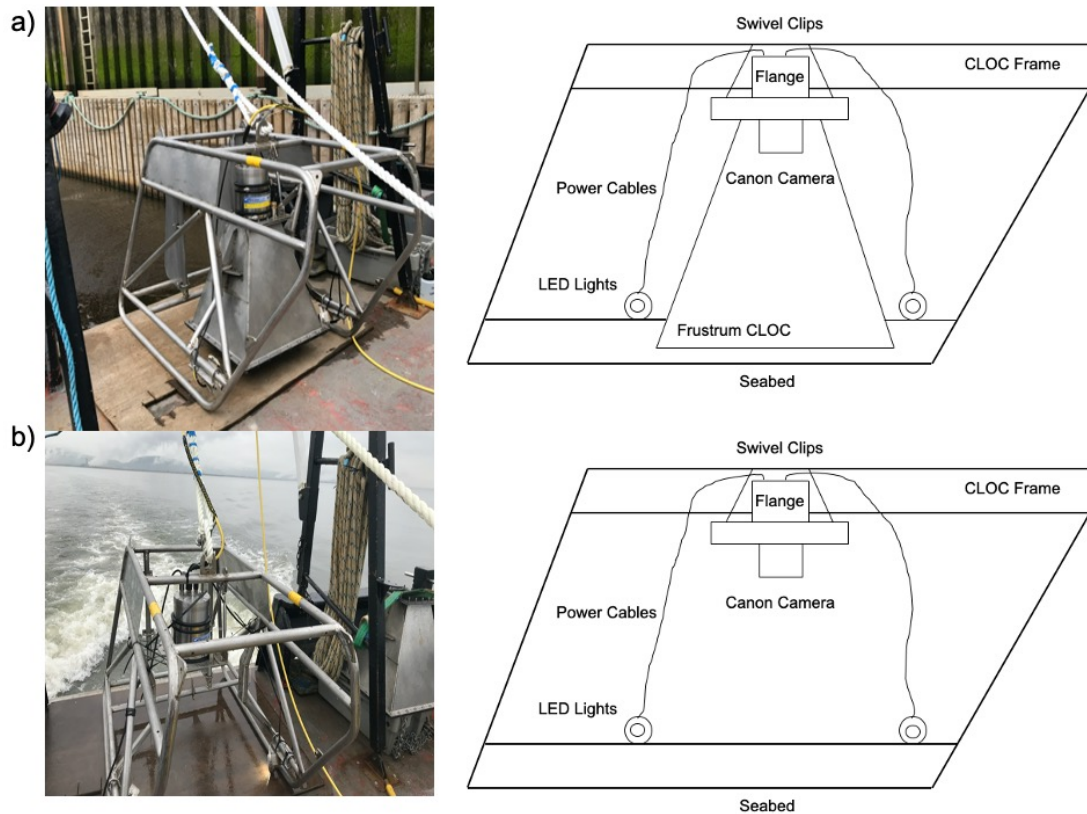 a)
Swivel Clips
CLOC Frame
Flange
Power Cables
Canon Camera
LED Lights
Frustrum CLOC
Seabed
b)
Swivel Clips
CLOC Frame
Flange
Power Cables
Canon Camera
LED Lights
Seabed